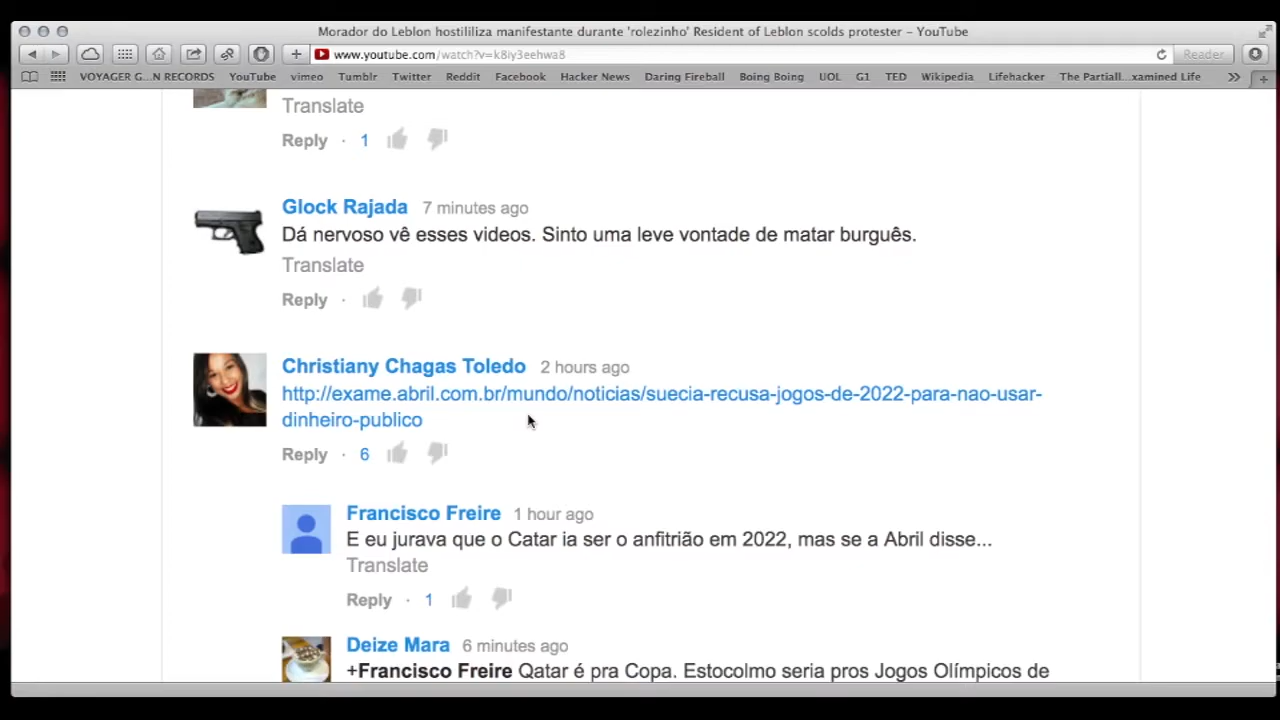 Morador do Leblon hostililiza manifestante durante 'rolezinho' Resident of Leblon scolds protester – YouTube
www.youtube.com/watch?v=k8iy3eehwa8
Reader
VOYAGER G...N RECORDS YouTube vimeo Tumblr Twitter Reddit Facebook Hacker News Daring Fireball Boing Boing UOL G1 TED Wikipedia Lifehacker The Partiall...xamined Life
Translate
Reply · 1
Glock Rajada 7 minutes ago
Dá nervoso vê esses videos. Sinto uma leve vontade de matar burguês.
Translate
Reply ·
Christiany Chagas Toledo 2 hours ago
http://exame.abril.com.br/mundo/noticias/suecia-recusa-jogos-de-2022-para-nao-usar-
dinheiro-publico
Reply · 6
Francisco Freire 1 hour ago
E eu jurava que o Catar ia ser o anfitrião em 2022, mas se a Abril disse...
Translate
Reply · 1
Deize Mara 6 minutes ago
+Francisco Freire Qatar é pra Copa. Estocolmo seria pros Jogos Olímpicos de